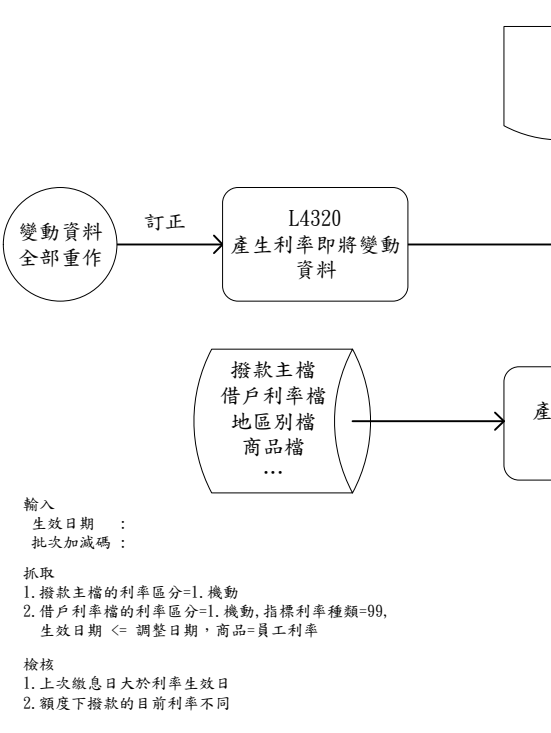 變動資料
全部重作
訂正
L4320
產生利率即將變動
資料
撥款主檔
借戶利率檔
地區別檔
商品檔
...
產
輸入
生效日期 :
批次加減碼 :
抓取
1.撥款主檔的利率區分=1.機動
2.借戶利率檔的利率區分=1.機動,指標利率種類=99,
生效日期 <= 調整日期,商品=員工利率
檢核
1.上次繳息日大於利率生效日
2.額度下撥款的目前利率不同